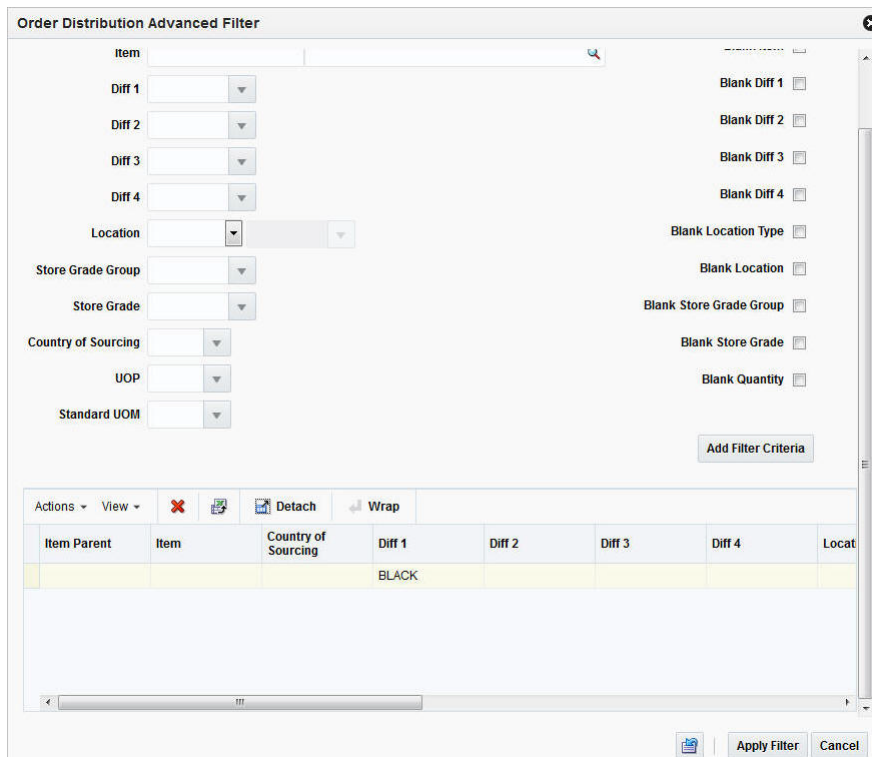 Order Distribution Advanced Filter
Item
Diff 1
Blank Diff 1
Diff 2
Blank Diff 2
Diff 3
Blank Diff 3
Diff 4
Blank Diff 4
Location
Blank Location Type
Store Grade Group
Blank Location
Store Grade
Blank Store Grade Group
Country of Sourcing
Blank Store Grade
UOP
Blank Quantity
Standard UOM
Add Filter Criteria
Actions View Detach Wrap
Item Parent Item Country of Sourcing Diff 1 Diff 2 Diff 3 Diff 4 Locati
BLACK
Apply Filter Cancel